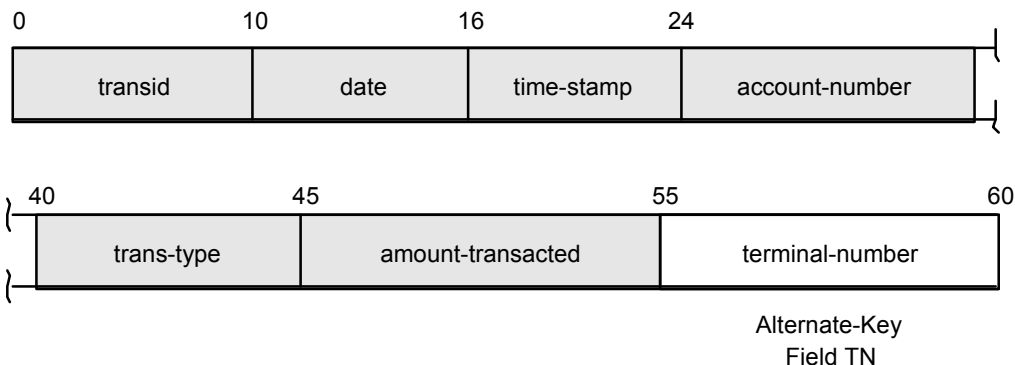 0 10 16 24
transid date time-stamp account-number
40 45 55 60
trans-type amount-transacted terminal-number
Alternate-Key
Field TN